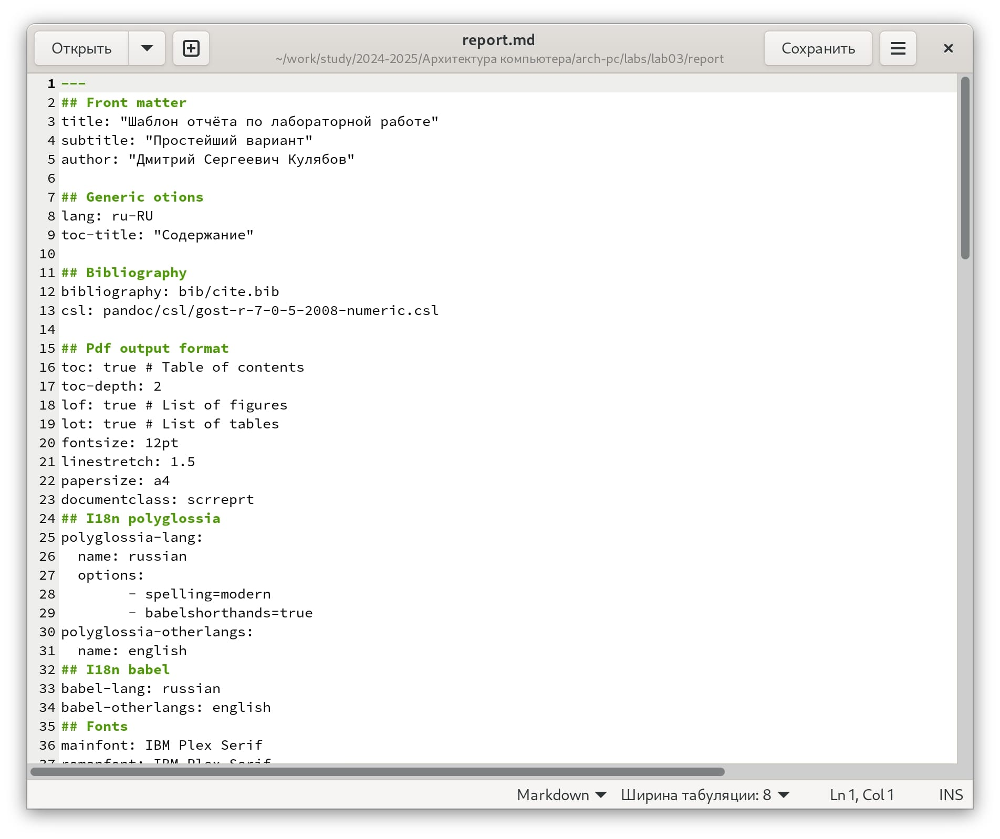 Открыть
report.md
~/work/study/2024-2025/Архитектура компьютера/arch-pc/labs/lab03/report
Сохранить
1 ---
2 ## Front matter
3 title: "Шаблон отчёта по лабораторной работе"
4 subtitle: "Простейший вариант"
5 author: "Дмитрий Сергеевич Кулябов"
6
7 ## Generic otions
8 lang: ru-RU
9 toc-title: "Содержание"
10
11 ## Bibliography
12 bibliography: bib/cite.bib
13 csl: pandoc/csl/gost-r-7-0-5-2008-numeric.csl
14
15 ## Pdf output format
16 toc: true # Table of contents
17 toc-depth: 2
18 lof: true # List of figures
19 lot: true # List of tables
20 fontsize: 12pt
21 linestretch: 1.5
22 papersize: a4
23 documentclass: scrreprt
24 ## I18n polyglossia
25 polyglossia-lang:
26   name: russian
27   options:
28         - spelling=modern
29         - babelshorthands=true
30 polyglossia-otherlangs:
31   name: english
32 ## I18n babel
33 babel-lang: russian
34 babel-otherlangs: english
35 ## Fonts
36 mainfont: IBM Plex Serif
37 romanfont: IBM Plex Serif
Markdown Ширина табуляции: 8 Ln 1, Col 1 INS